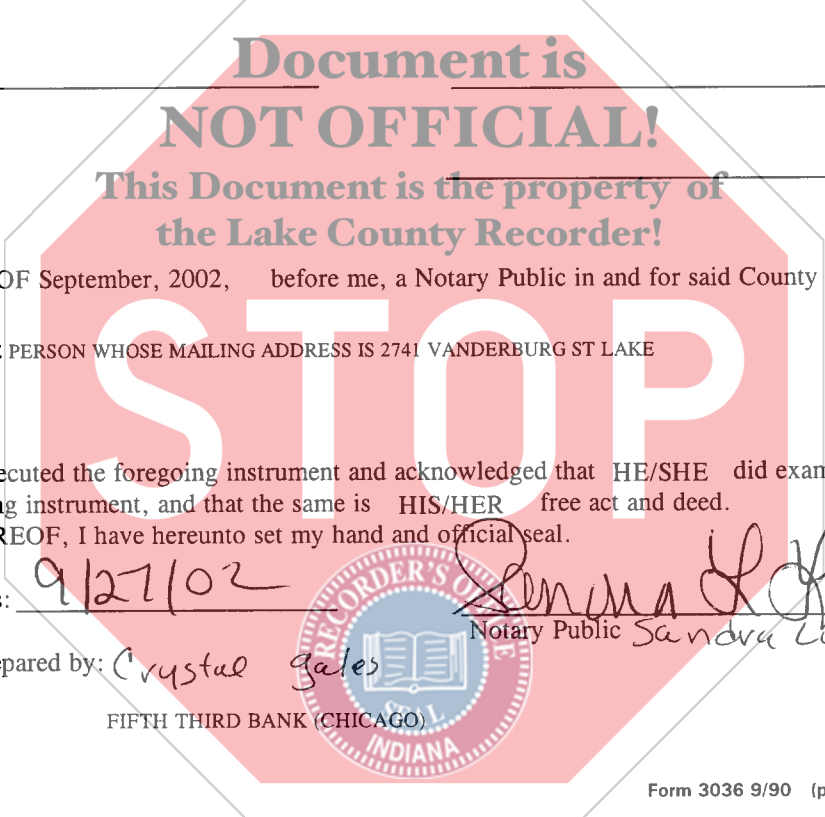 Document is
NOT OFFICIAL!
This Document is the property of
the Lake County Recorder!
OF September, 2002, before me, a Notary Public in and for said County
STOP
PERSON WHOSE MAILING ADDRESS IS 2741 VANDERBURG ST LAKE
ecuted the foregoing instrument and acknowledged that HE/SHE did exam
g instrument, and that the same is HIS/HER free act and deed.
REOF, I have hereunto set my hand and official seal.
s: 9/27/02
Notary Public Sandra
epared by: Crystal gales
RECORDER'S OFFICE
SEAL
INDIANA
FIFTH THIRD BANK (CHICAGO)
Form 3036 9/90 (p